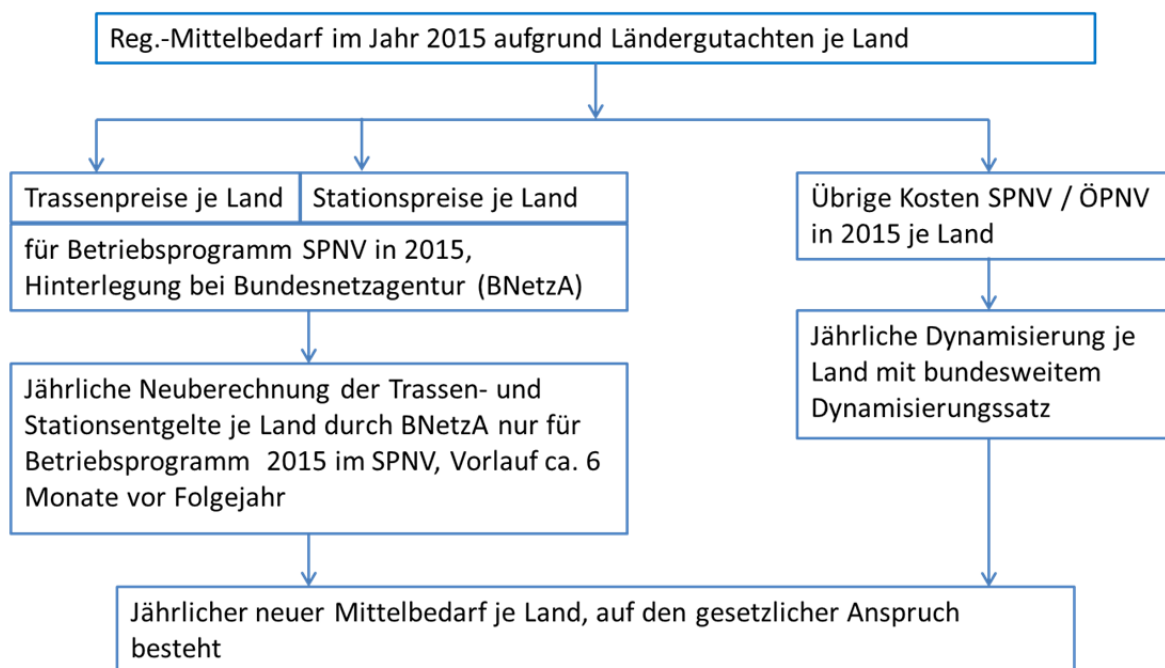 Reg.-Mittelbedarf im Jahr 2015 aufgrund Ländergutachten je Land
Trassenpreise je Land
Stationspreise je Land
für Betriebsprogramm SPNV in 2015,
Hinterlegung bei Bundesnetzagentur (BNetzA)
Übrige Kosten SPNV / ÖPNV
in 2015 je Land
Jährliche Neuberechnung der Trassen- und
Stationsentgelte je Land durch BNetzA nur für
Betriebsprogramm 2015 im SPNV, Vorlauf ca. 6
Monate vor Folgejahr
Jährliche Dynamisierung je
Land mit bundesweitem
Dynamisierungssatz
Jährlicher neuer Mittelbedarf je Land, auf den gesetzlicher Anspruch
besteht